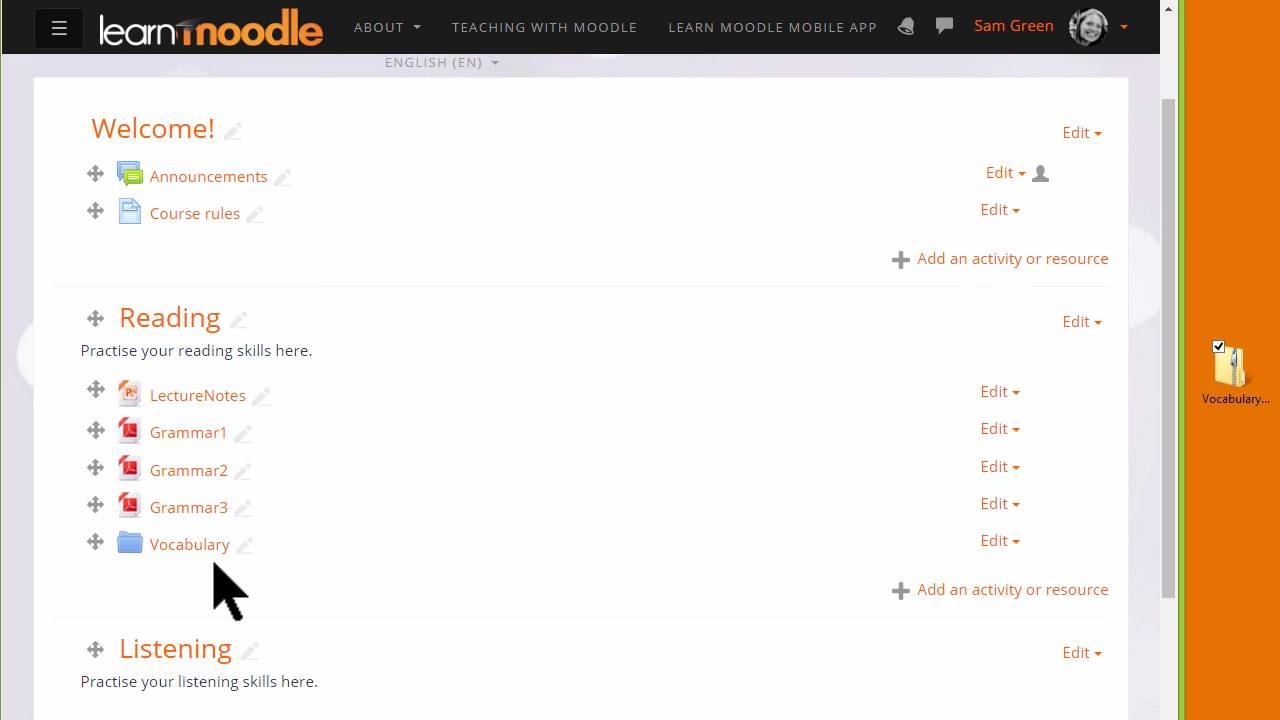 learn moodle ABOUT TEACHING WITH MOODLE LEARN MOODLE MOBILE APP Sam Green
ENGLISH (EN)
Welcome! Edit
Announcements Edit
Course rules Edit
Add an activity or resource
Reading Edit
Practise your reading skills here.
LectureNotes Edit
Grammar1 Edit
Grammar2 Edit
Grammar3 Edit
Vocabulary Edit
Add an activity or resource
Listening Edit
Practise your listening skills here.
Vocabulary...